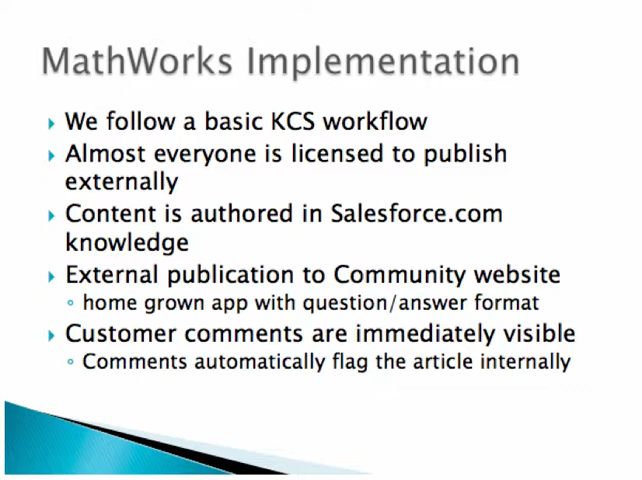 MathWorks Implementation
We follow a basic KCS workflow
Almost everyone is licensed to publish
externally
Content is authored in Salesforce.com
knowledge
External publication to Community website
home grown app with question/answer format
Customer comments are immediately visible
Comments automatically flag the article internally